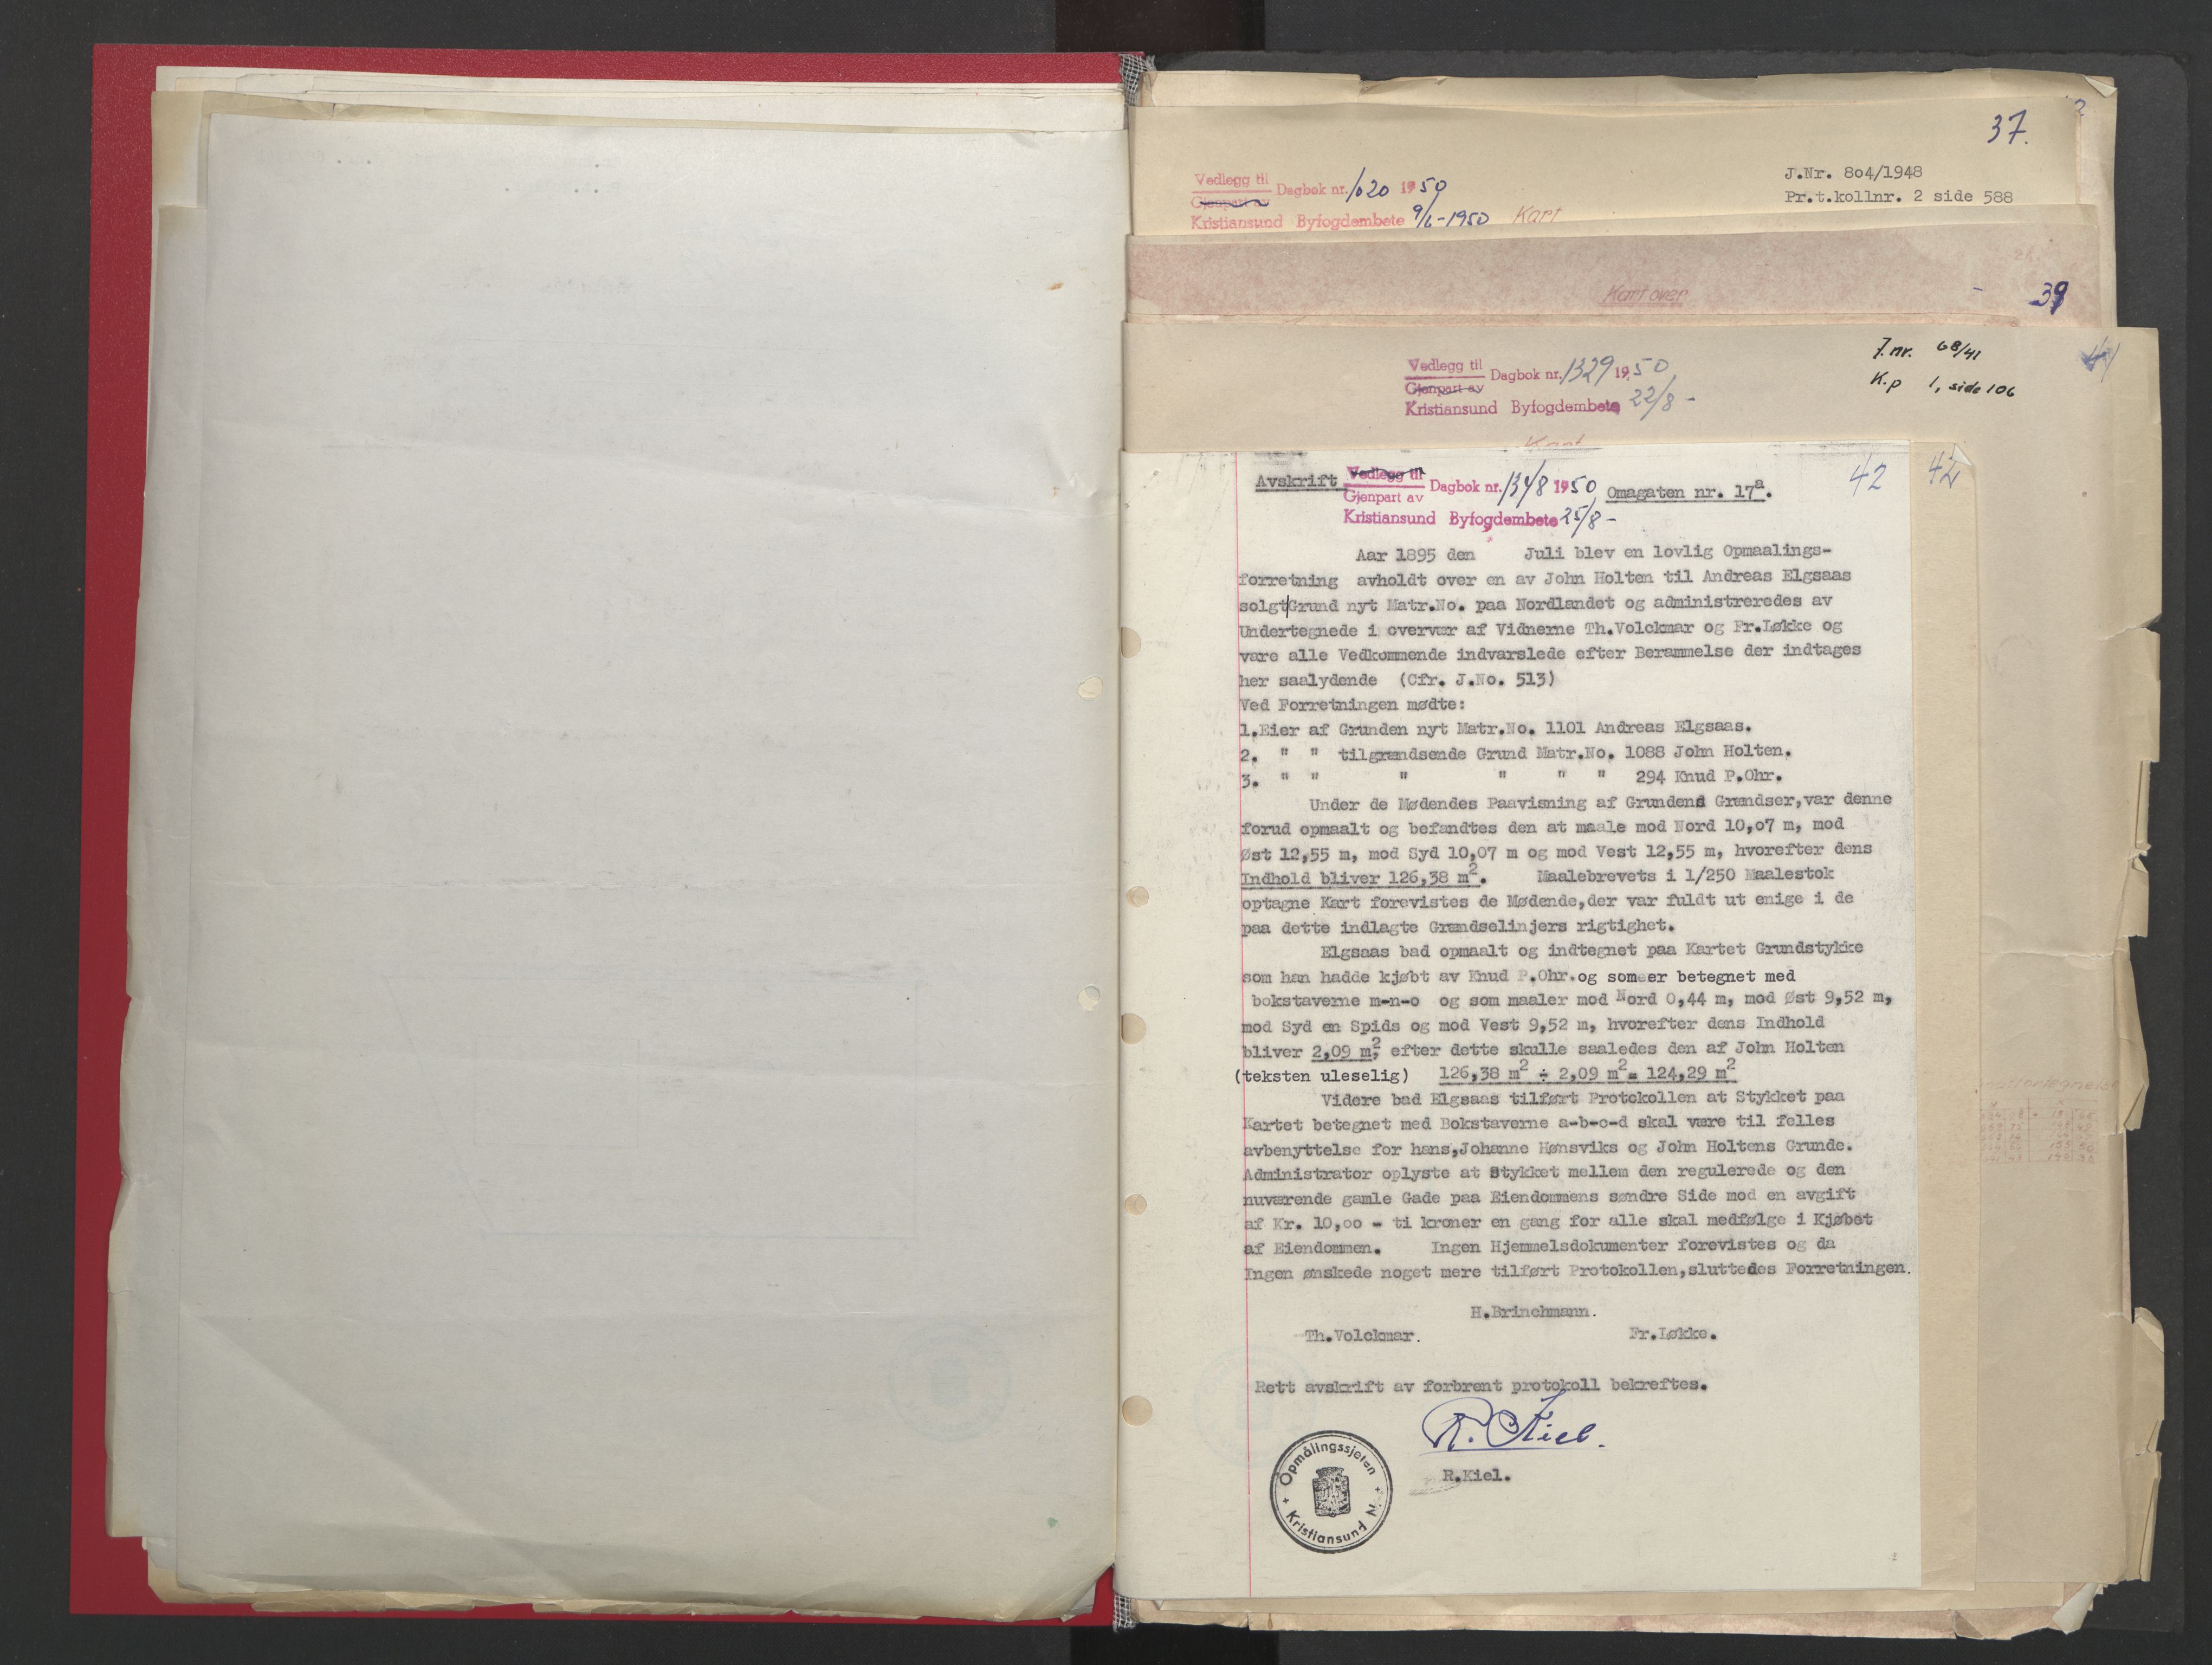 37.
Vedlegg til
Gjenpart av
Dagbok nr. 1020 1950
Kristiansund Byfogdembete 9/6-1950 Kart
J.Nr. 8o4/1948
Pr.t.kollnr. 2 side 588
Kart over
39
Vedlegg til
Gjenpart av
Dagbok nr. 1329 1950
Kristiansund Byfogdembete 22/8 -
J.nr. 68/41
K.p 1, side 106
41
Kart
Avskrift
Vedlegg til
Gjenpart av
Dagbok nr. 1348 1950
Kristiansund Byfogdembete 25/8 -
Omagaten nr. 17a.
42 42
Aar 1895 den Juli blev en lovlig Opmaalings-
forretning avholdt over en av John Holten til Andreas Elgsaas
solgt/Grund nyt Matr.No. paa Nordlandet og administreredes av
Undertegnede i overvær af Vidnerne Th.Volckmar og Fr.Løkke og
vare alle Vedkommende indvarslede efter Berammelse der indtages
her saalydende (Cfr. J.No. 513)
Ved Forretningen mødte:
1.Eier af Grunden nyt Matr.No. 1101 Andreas Elgsaas.
2. " " tilgrændsende Grund Matr.No. 1088 John Holten.
3. " " " " " " 294 Knud P.Ohr.
Under de Mødendes Paavisning af Grundens Grændser,var denne
forud opmaalt og befandtes den at maale mod Nord 10,o7 m, mod
Øst 12,55 m, mod Syd 10,07 m og mod Vest 12,55 m, hvorefter dens
Indhold bliver 126,38 m2. Maalebrevets i 1/250 Maalestok
optagne Kart forevistes de Mødende,der var fuldt ut enige i de
paa dette indlagte Grændselinjers rigtighet.
Elgsaas bad opmaalt og indtegnet paa Kartet Grundstykke
som han hadde kjøbt av Knud P.Ohr.og someer betegnet med
bokstaverne m-n-o og som maaler mod Nord 0,44 m, mod Øst 9,52 m,
mod Syd en Spids og mod Vest 9,52 m, hvorefter dens Indhold
bliver 2,09 m2, efter dette skulle saaledes den af John Holten
(teksten uleselig) 126,38 m2 ÷ 2,09 m2= 124,29 m2
Videre bad Elgsaas tilført Protokollen at Stykket paa
Kartet betegnet med Bokstaverne a-b-c-d skal være til felles
avbenyttelse for hans,Johanne Hønsviks og John Holtens Grunde.
Administrator oplyste at Stykket mellem den regulerede og den
nuværende gamle Gade paa Eiendommens søndre Side mod en avgift
af Kr. 10,oo - ti kroner en gang for alle skal medfølge i Kjøbet
af Eiendommen. Ingen Hjemmelsdokumenter forevistes og da
Ingen ønskede noget mere tilført Protokollen,sluttedes Forretningen.
H.Brinchmann.
Th.Volckmar. Fr.Løkke.
Rett avskrift av forbrent protokoll bekreftes.
R. Kiel.
R.Kiel.
Opmålingssjefen
Kristiansund N.